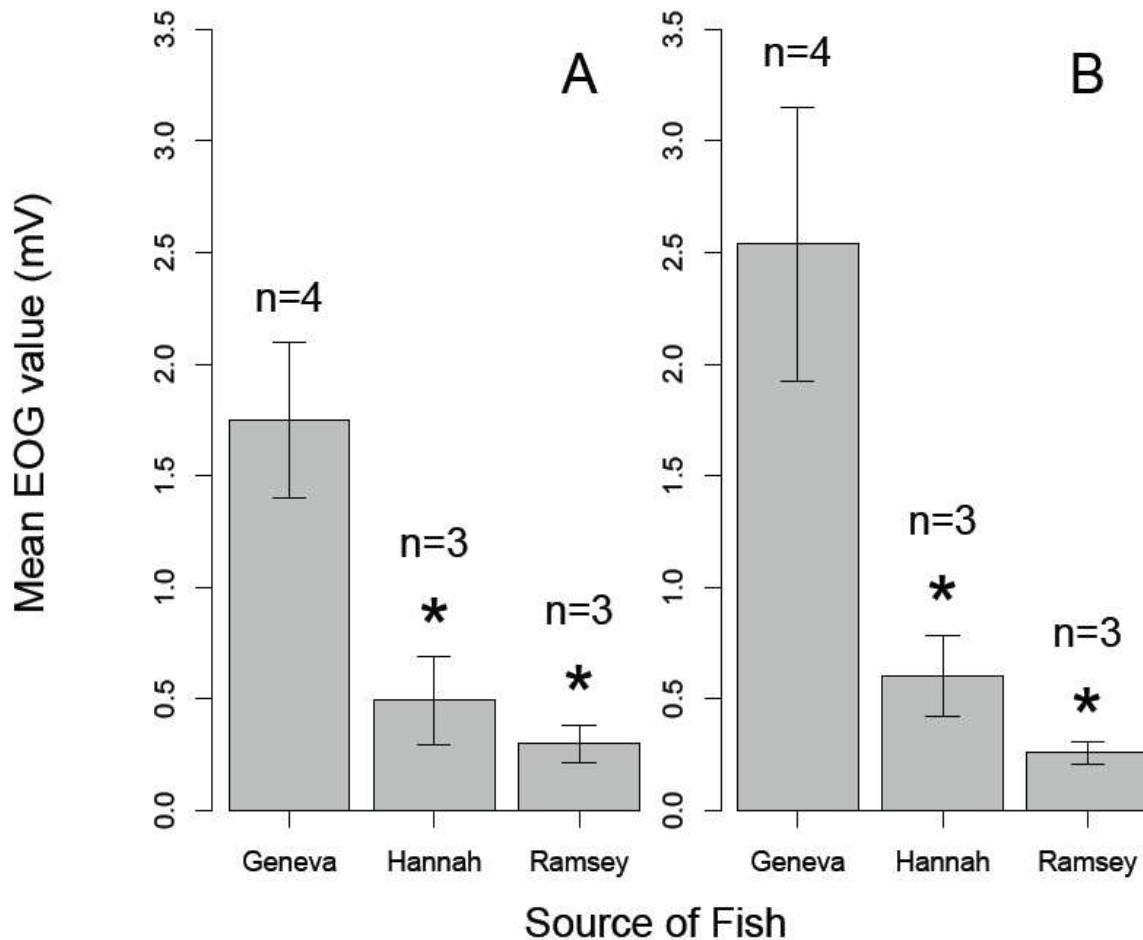 Mean EOG value (mV)
3.5
3.0
2.5
2.0
1.5
1.0
0.5
0.0
A
n=4
n=3
*
n=3
*
Geneva Hannah Ramsey
3.5
3.0
2.5
2.0
1.5
1.0
0.5
0.0
B
n=4
n=3
*
n=3
*
Geneva Hannah Ramsey
Source of Fish